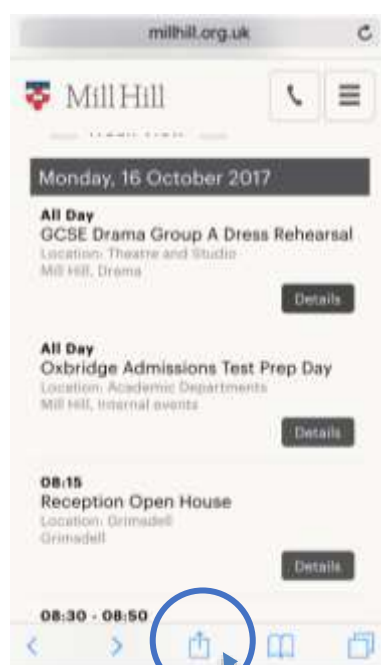 millhill.org.uk
Mill Hill
Monday, 16 October 2017
All Day
GCSE Drama Group A Dress Rehearsal
Location: Theatre and Studio
Mill Hill, Drama
Details
All Day
Oxbridge Admissions Test Prep Day
Location: Academic Departments
Mill Hill, Internal events
Details
08:15
Reception Open House
Location: Grimsdell
Grimsdell
Details
08:30 - 08:50